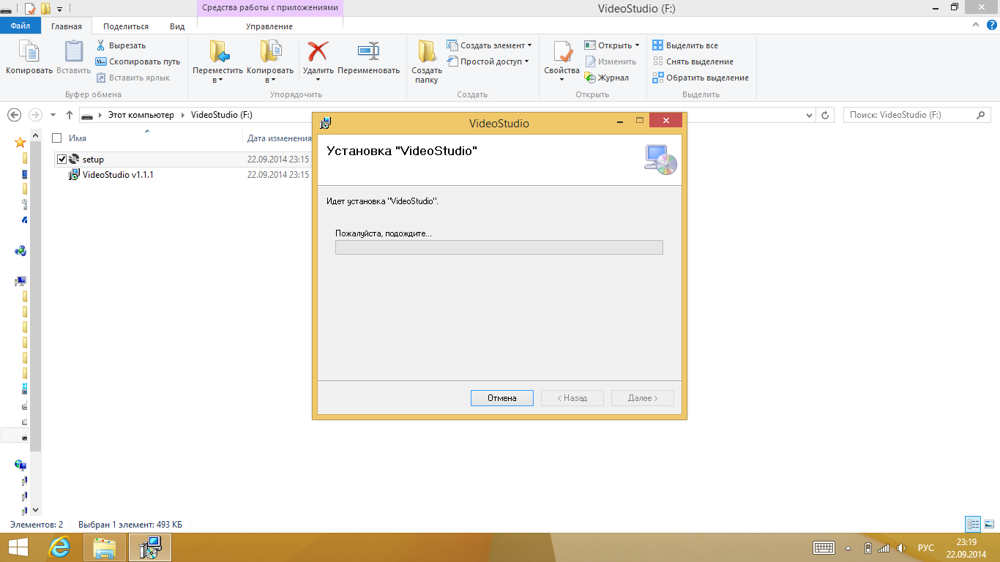 Средства работы с приложениями
VideoStudio (F:)
Файл
Главная
Поделиться
Вид
Управление
Копировать
Вставить
Вырезать
Скопировать путь
Вставить ярлык
Буфер обмена
Переместить в
Копировать в
Удалить
Переименовать
Упорядочить
Создать папку
Создать элемент
Простой доступ
Создать
Свойства
Открыть
Изменить
Журнал
Открыть
Выделить все
Снять выделение
Обратить выделение
Выделить
Этот компьютер
VideoStudio (F:)
Поиск: VideoStudio (F:)
Имя
Дата изменения
setup
22.09.2014 23:15
VideoStudio v1.1.1
22.09.2014 23:15
VideoStudio
Установка "VideoStudio"
Идет установка "VideoStudio".
Пожалуйста, подождите...
Отмена
< Назад
Далее >
Элементов: 2
Выбран 1 элемент: 493 КБ
РУС
23:19
22.09.2014